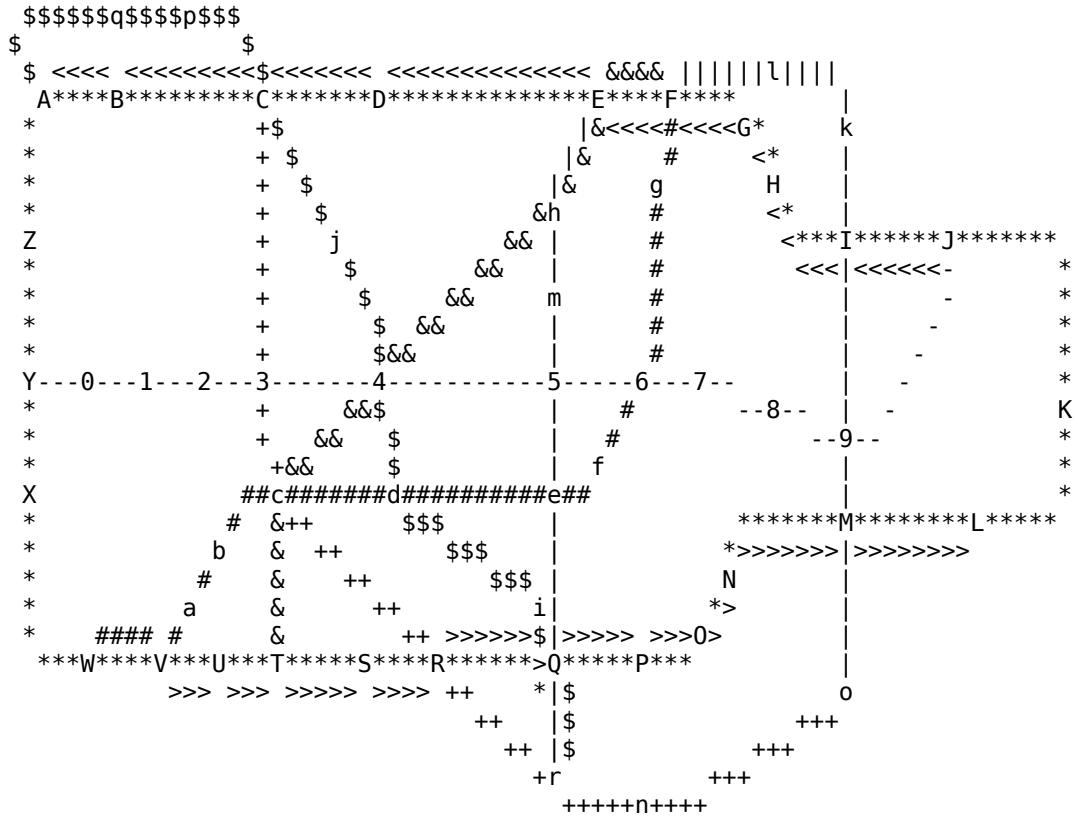 $$$$$$q$$$$p$$$
$               $
 $ <<<< <<<<<<<<<$<<<<<<< <<<<<<<<<<<<<< &&&& ||||||l||||
  A****B*********C*******D**************E****F****       |
 *               +$                    |&<<<<#<<<<G*     k
 *               + $                  |&     #     <*    |
 *               +  $                |&     g       H    |
 *               +   $              &h      #       <*   |
 Z               +    j           && |      #        <***I******J*******
 *               +     $        &&   |      #         <<<|<<<<<<-       *
 *               +      $     &&     m      #            |      -       *
 *               +       $  &&       |      #            |     -        *
 *               +       $&&         |      #            |    -         *
 Y---0---1---2---3-------4-----------5-----6---7--       |   -          *
 *               +     &&$           |    #       --8--  |  -           K
 *               +   &&   $          |   #             --9--            *
 *                +&&     $          |  f                |              *
 X              ##c#######d##########e##                 |              *
 *             #  &++      $$$       |            *******M********L*****
 *            b   &  ++       $$$    |           *>>>>>>>|>>>>>>>>
 *           #    &    ++        $$$ |           N       |
 *          a     &      ++         i|          *>       |
 *    #### #      &        ++ >>>>>>$|>>>>> >>>O>        |
  ***W****V***U***T*****S****R******>Q*****P***          |
           >>> >>> >>>>> >>>> ++    *|$                  o
                                ++   |$               +++
                                  ++ |$            +++
                                    +r          +++
                                      +++++n++++